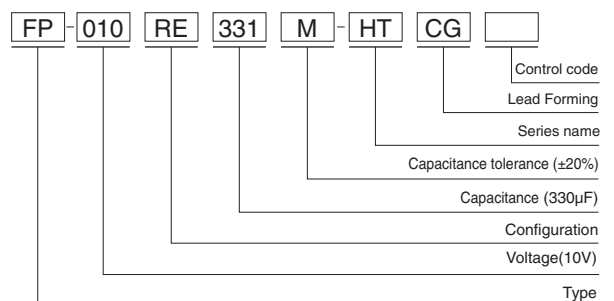 FP-010 RE 331 M-HT CG
Control code
Lead Forming
Series name
Capacitance tolerance (±20%)
Capacitance (330µF)
Configuration
Voltage(10V)
Type